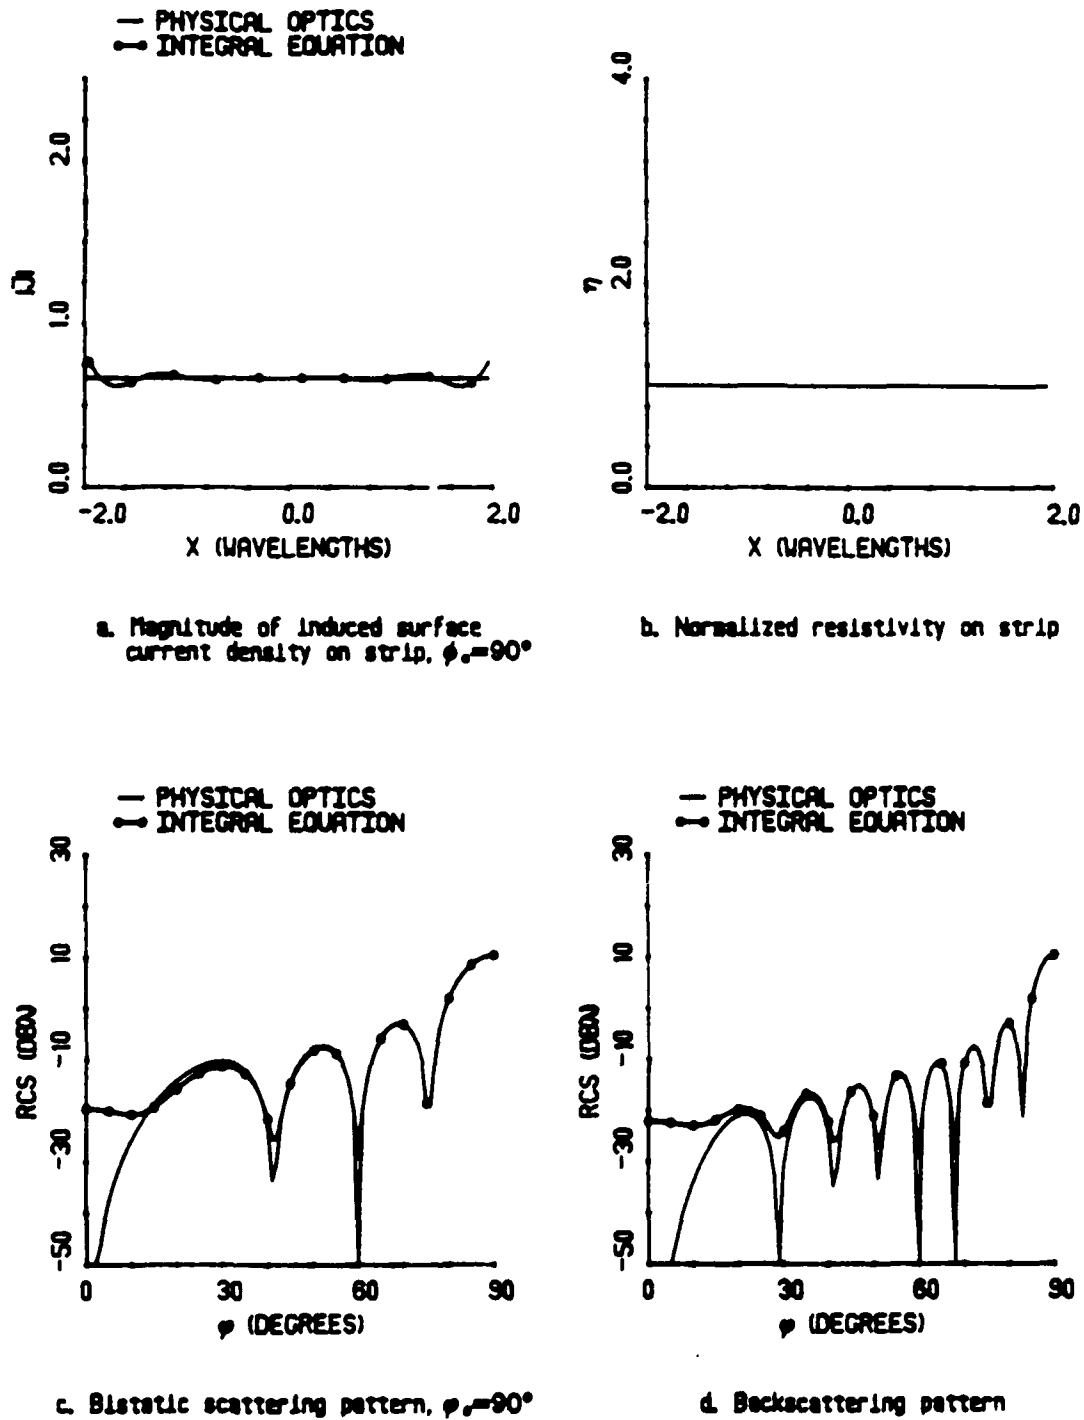 — PHYSICAL OPTICS
•—• INTEGRAL EQUATION
|J|
2.0
1.0
0.0
-2.0 0.0 2.0
X (WAVELENGTHS)
a. Magnitude of induced surface
current density on strip, ϕ₀=90°
η
4.0
2.0
0.0
-2.0 0.0 2.0
X (WAVELENGTHS)
b. Normalized resistivity on strip
— PHYSICAL OPTICS
•—• INTEGRAL EQUATION
RCS (DBλ)
30
10
-10
-30
-50
0 30 60 90
φ (DEGREES)
c. Bistatic scattering pattern, φ₀=90°
— PHYSICAL OPTICS
•—• INTEGRAL EQUATION
RCS (DBλ)
30
10
-10
-30
-50
0 30 60 90
φ (DEGREES)
d. Backscattering pattern